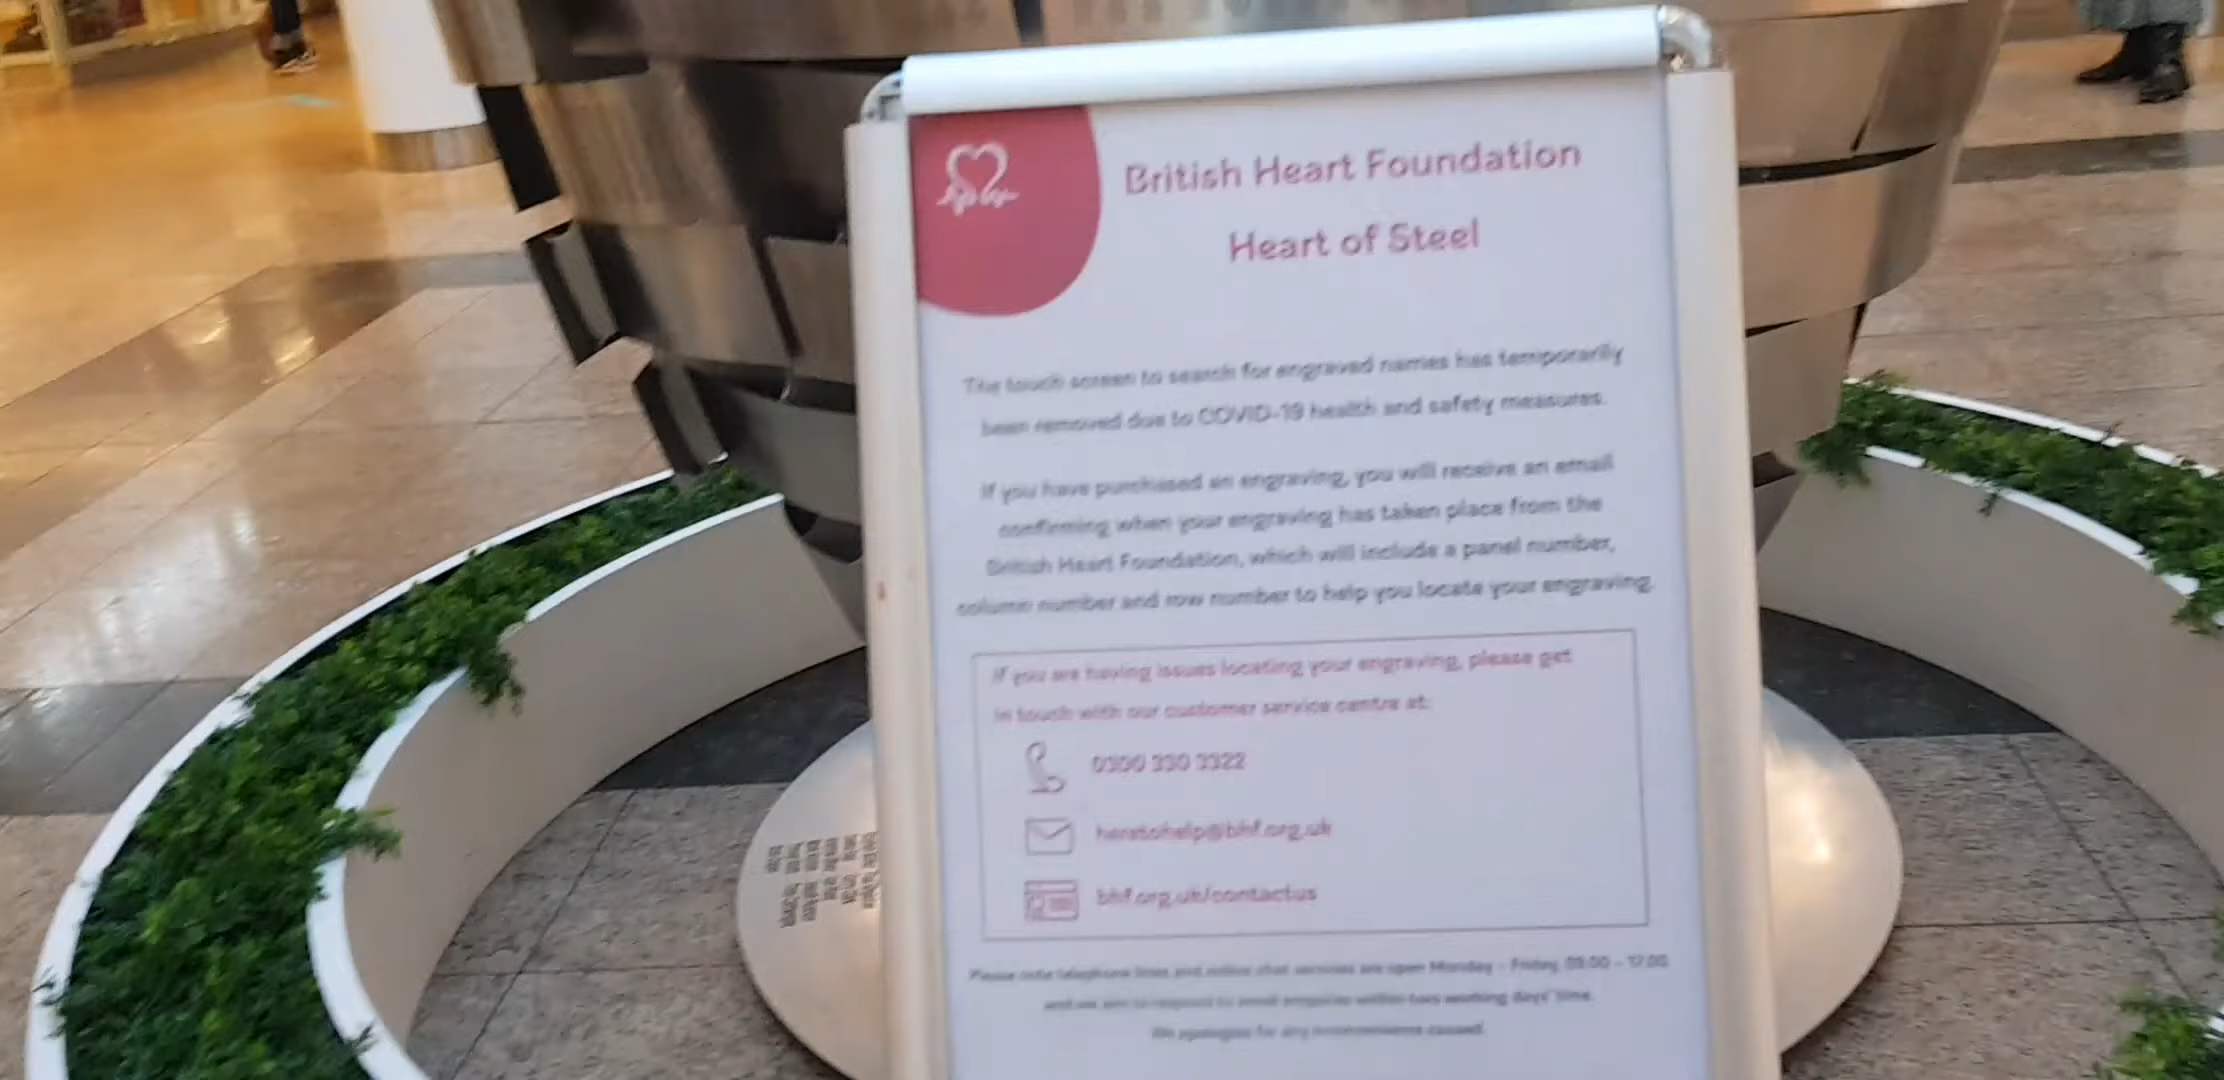 British Heart Foundation
Heart of Steel
The touch screen to search for engraved names has temporarily
been removed due to COVID-19 health and safety measures.
If you have purchased an engraving, you will receive an email
confirming when your engraving has taken place from the
British Heart Foundation, which will include a panel number,
column number and row number to help you locate your engraving.
If you are having issues locating your engraving, please get
in touch with our customer service centre at:
0300 330 3322
heretohelp@bhf.org.uk
bhf.org.uk/contactus
Please note telephone lines and online chat services are open Monday - Friday, 09:00 - 17:00
and we aim to respond to email enquiries within two working days' time.
We apologise for any inconvenience caused.